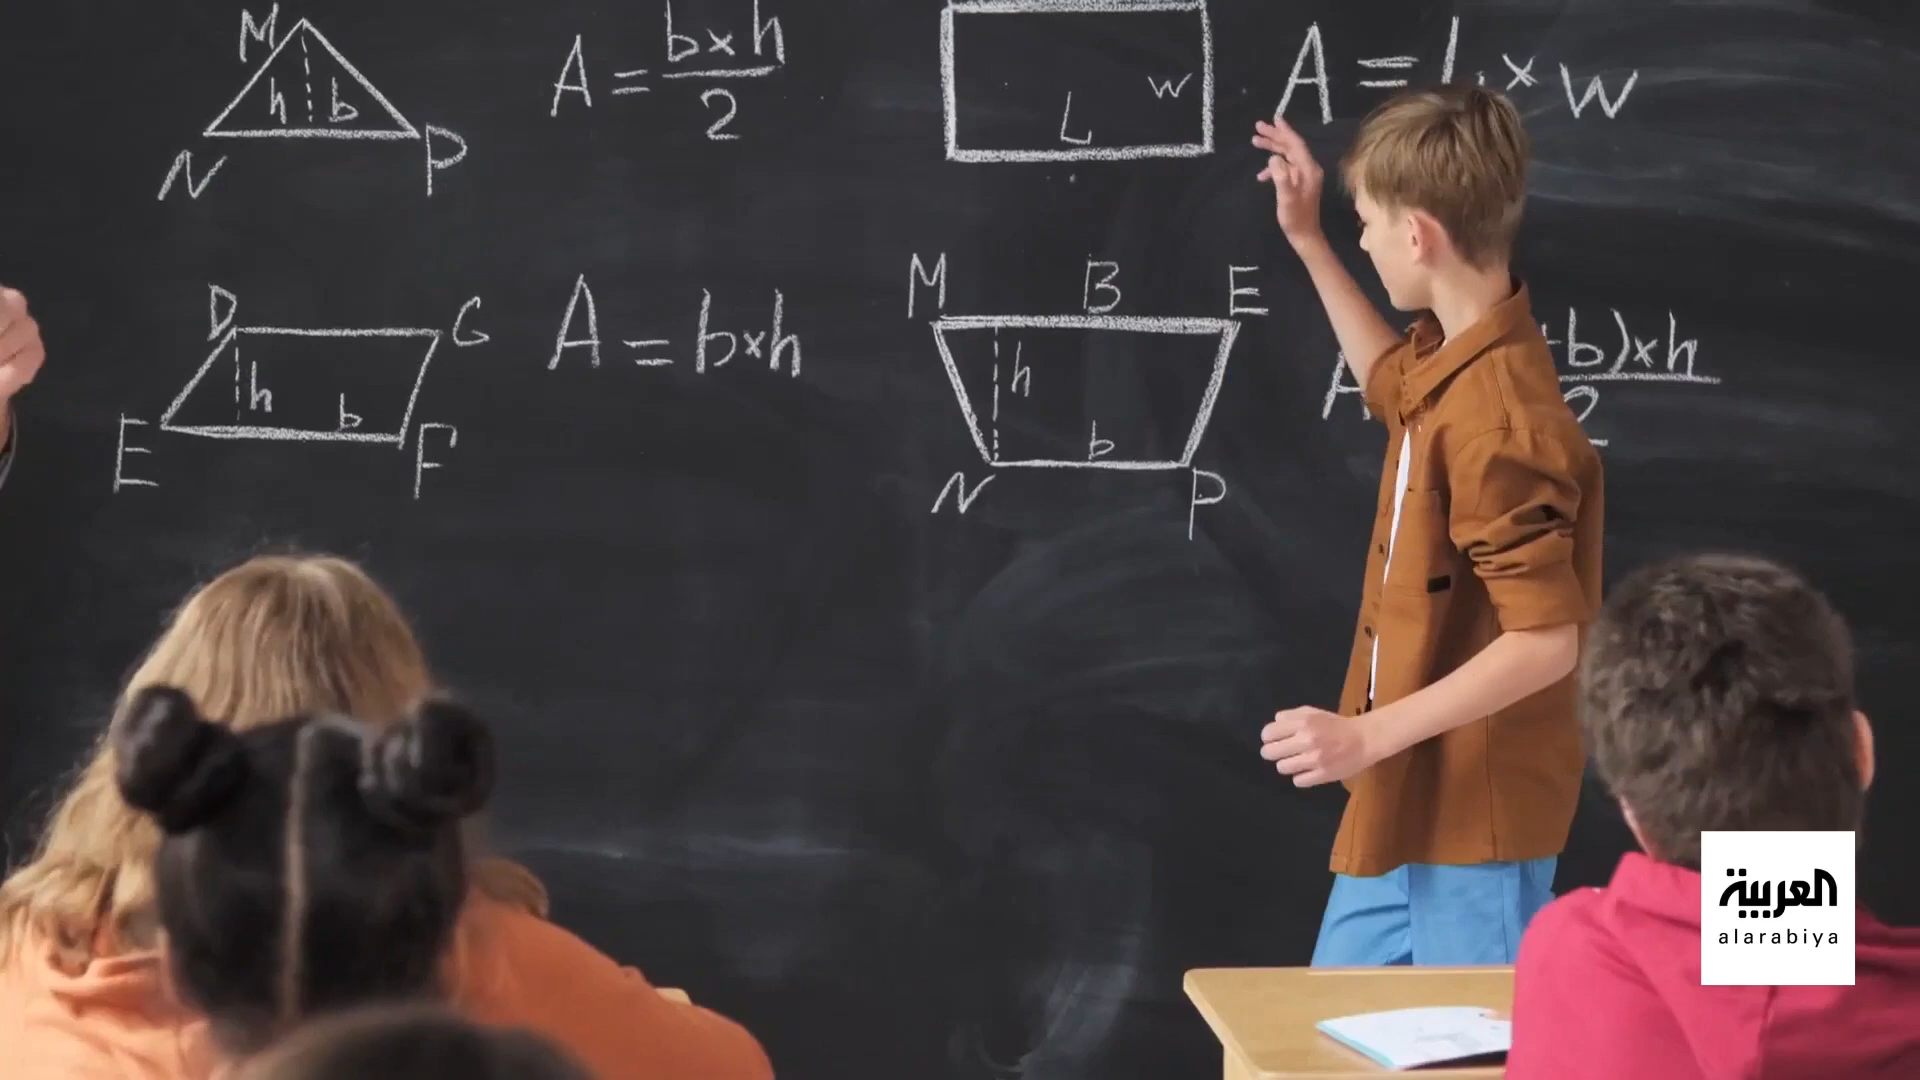 M
h b
N P
A = b×h
2
L w
A = L × w
D G
h b
E F
A = b×h
M B E
h
b
N P
A
+b)×h
2
العربية
alarabiya